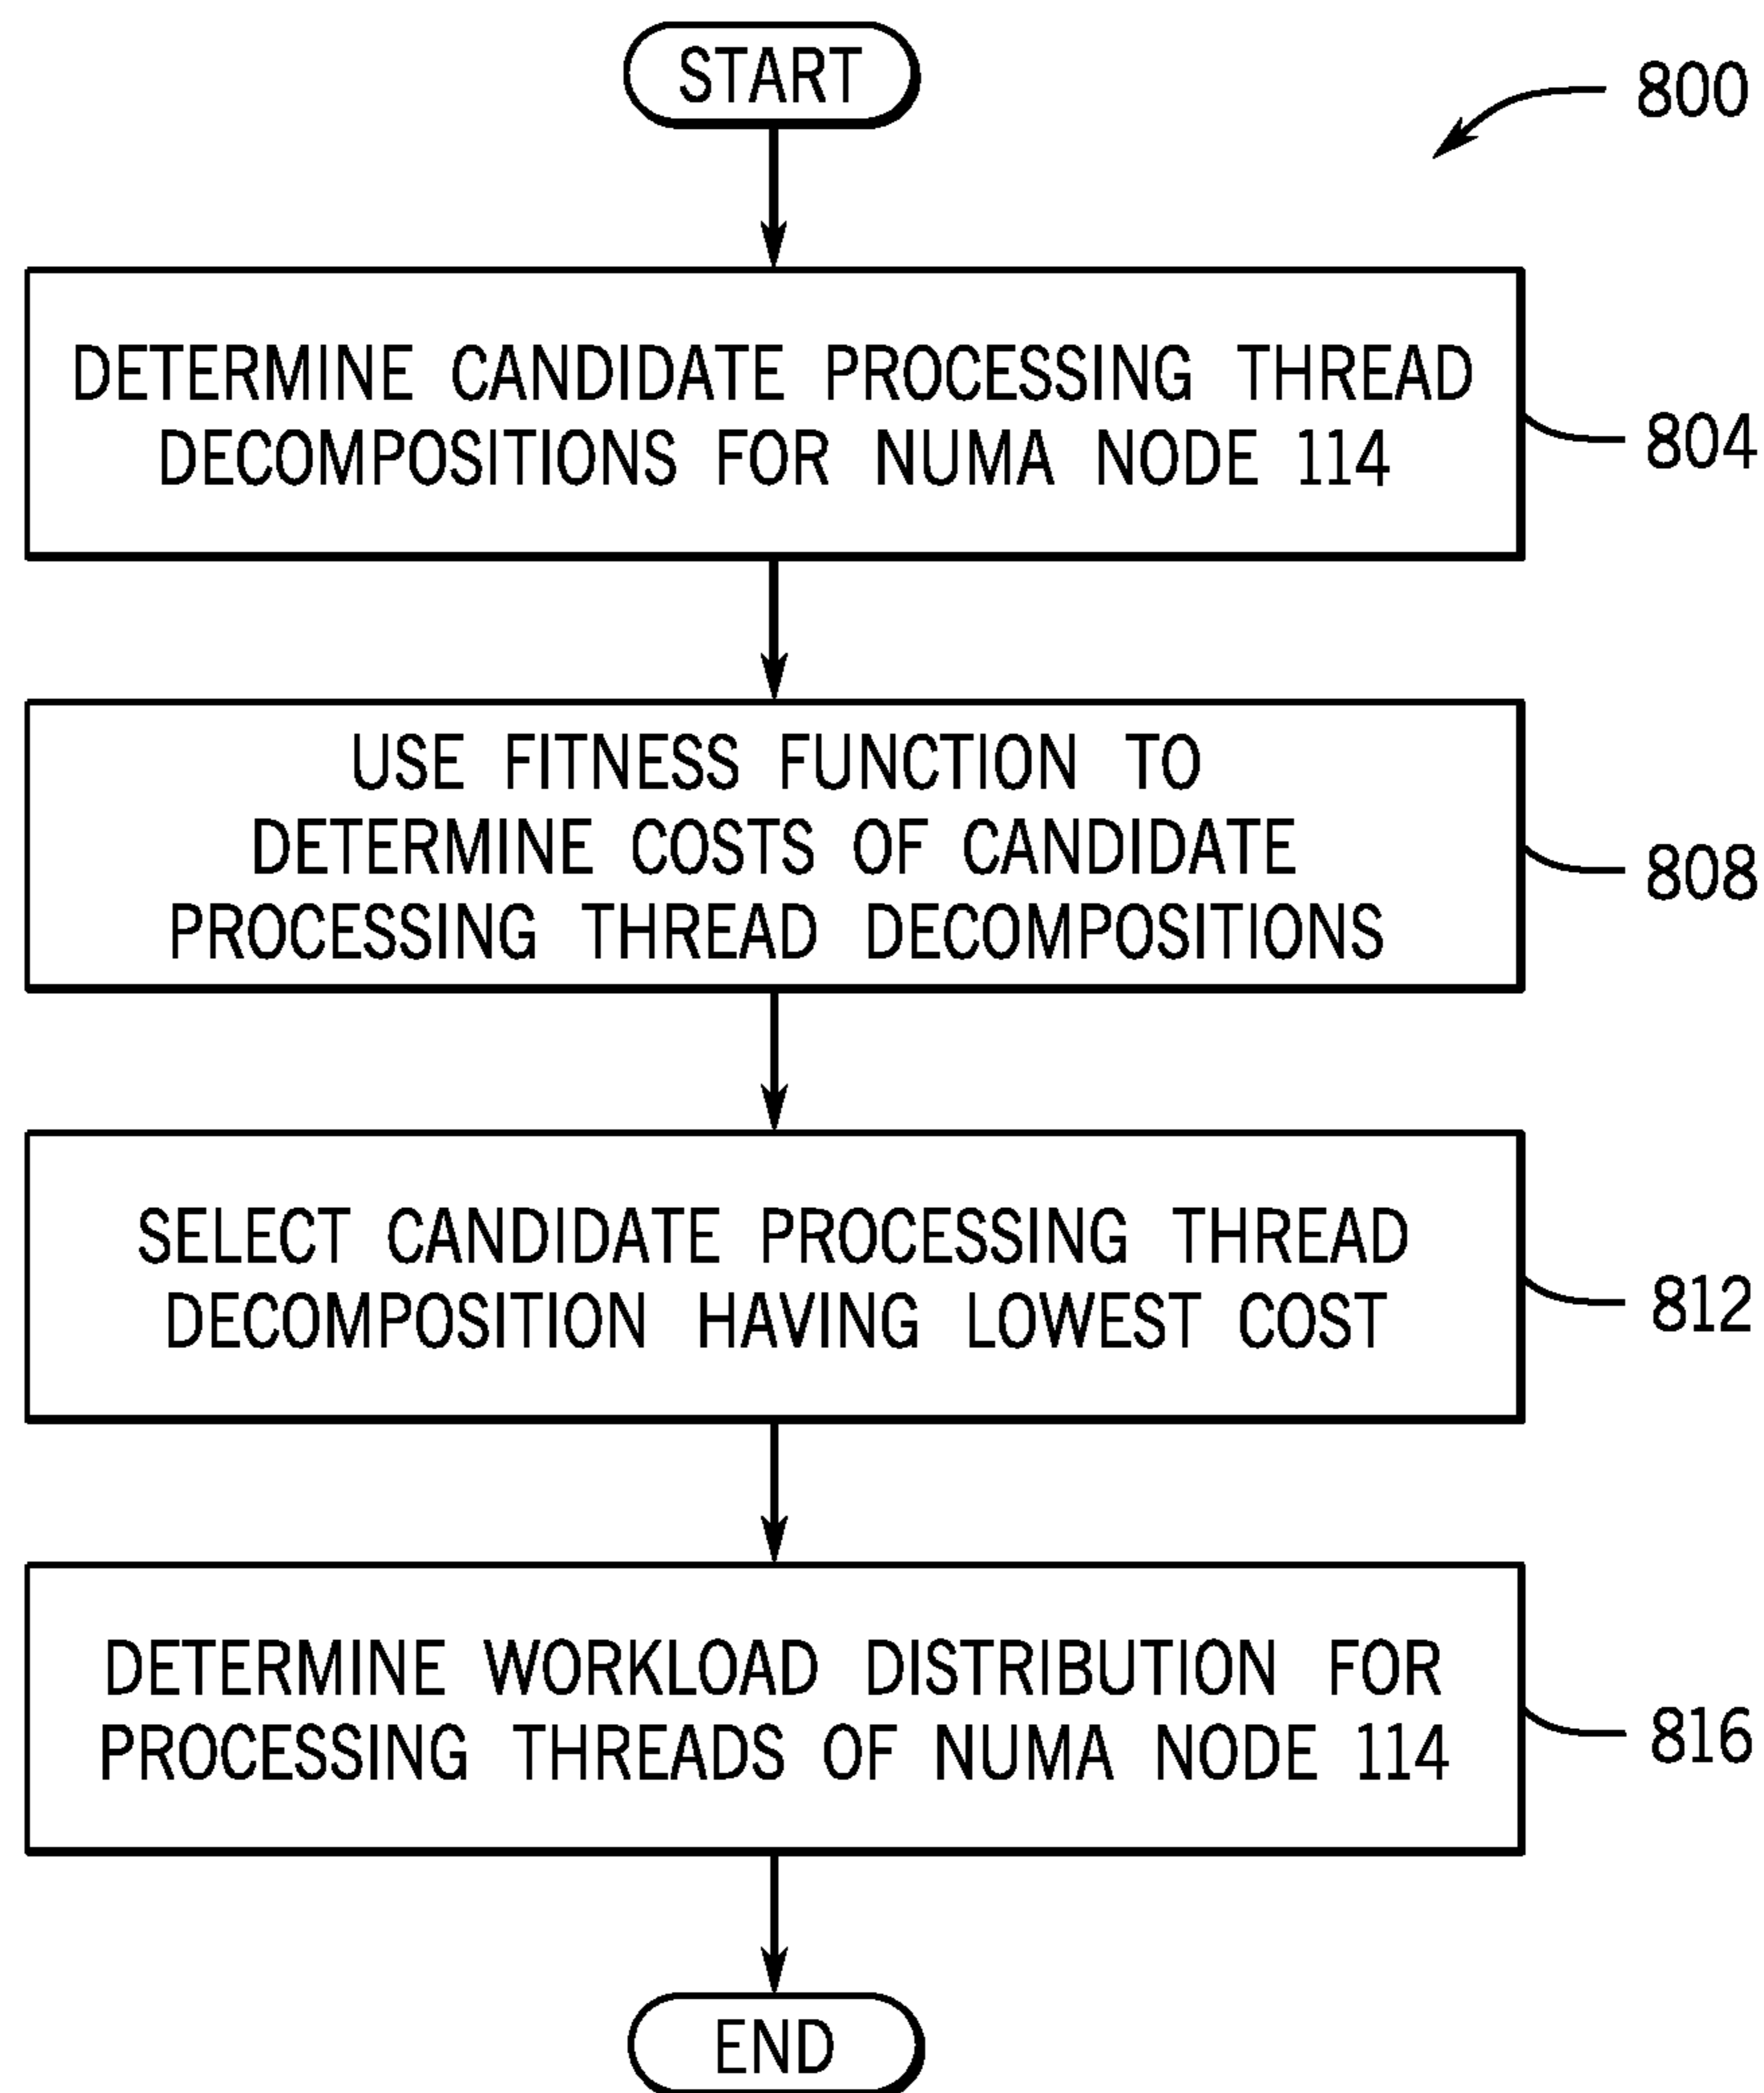 START
800
DETERMINE CANDIDATE PROCESSING THREAD
DECOMPOSITIONS FOR NUMA NODE 114
804
USE FITNESS FUNCTION TO
DETERMINE COSTS OF CANDIDATE
PROCESSING THREAD DECOMPOSITIONS
808
SELECT CANDIDATE PROCESSING THREAD
DECOMPOSITION HAVING LOWEST COST
812
DETERMINE WORKLOAD DISTRIBUTION FOR
PROCESSING THREADS OF NUMA NODE 114
816
END